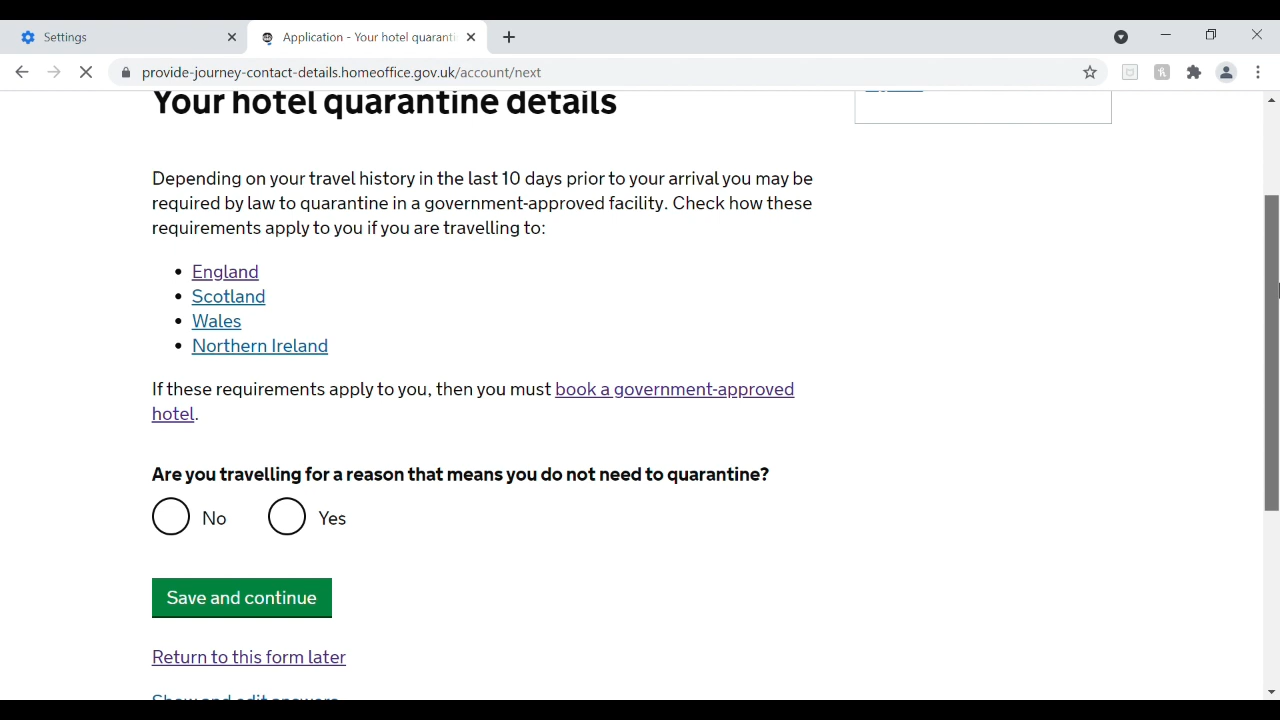 Settings
Application - Your hotel quaranti
provide-journey-contact-details.homeoffice.gov.uk/account/next
Your hotel quarantine details
Depending on your travel history in the last 10 days prior to your arrival you may be
required by law to quarantine in a government-approved facility. Check how these
requirements apply to you if you are travelling to:
• England
• Scotland
• Wales
• Northern Ireland
If these requirements apply to you, then you must book a government-approved
hotel.
Are you travelling for a reason that means you do not need to quarantine?
No Yes
Save and continue
Return to this form later
Show and edit answers